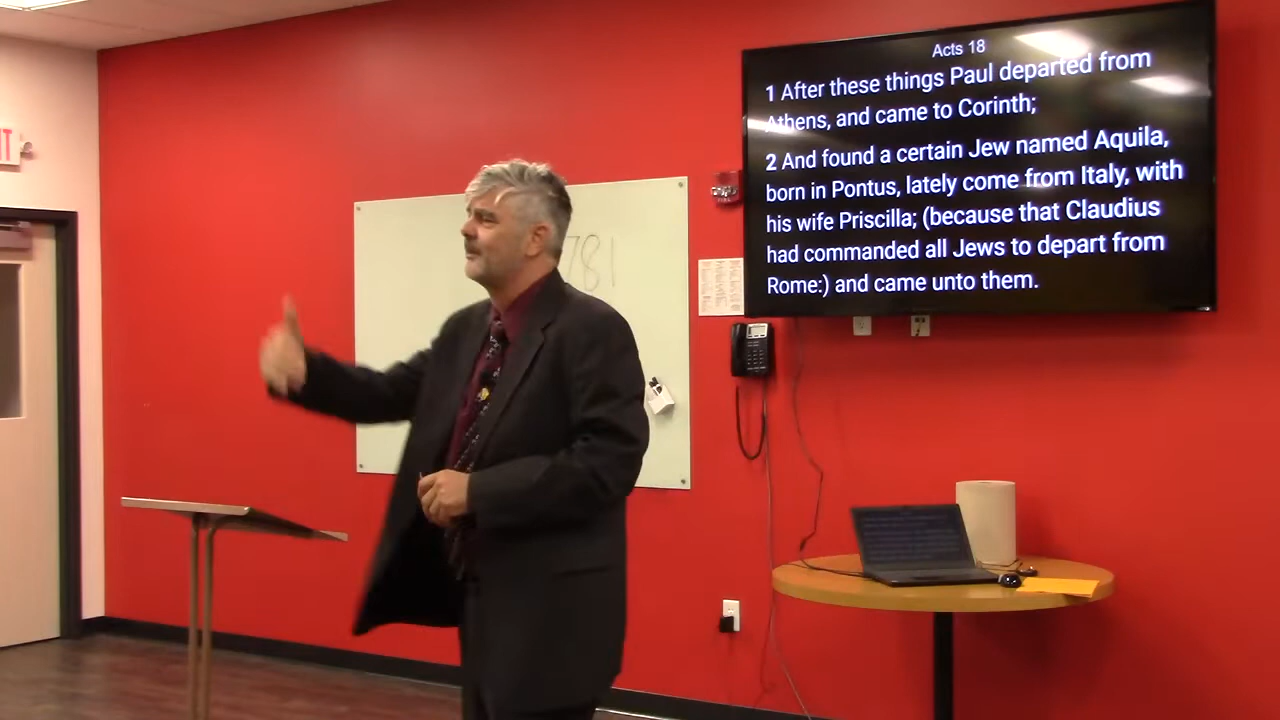 Acts 18
1 After these things Paul departed from
Athens, and came to Corinth;
2 And found a certain Jew named Aquila,
born in Pontus, lately come from Italy, with
his wife Priscilla; (because that Claudius
had commanded all Jews to depart from
Rome:) and came unto them.
781